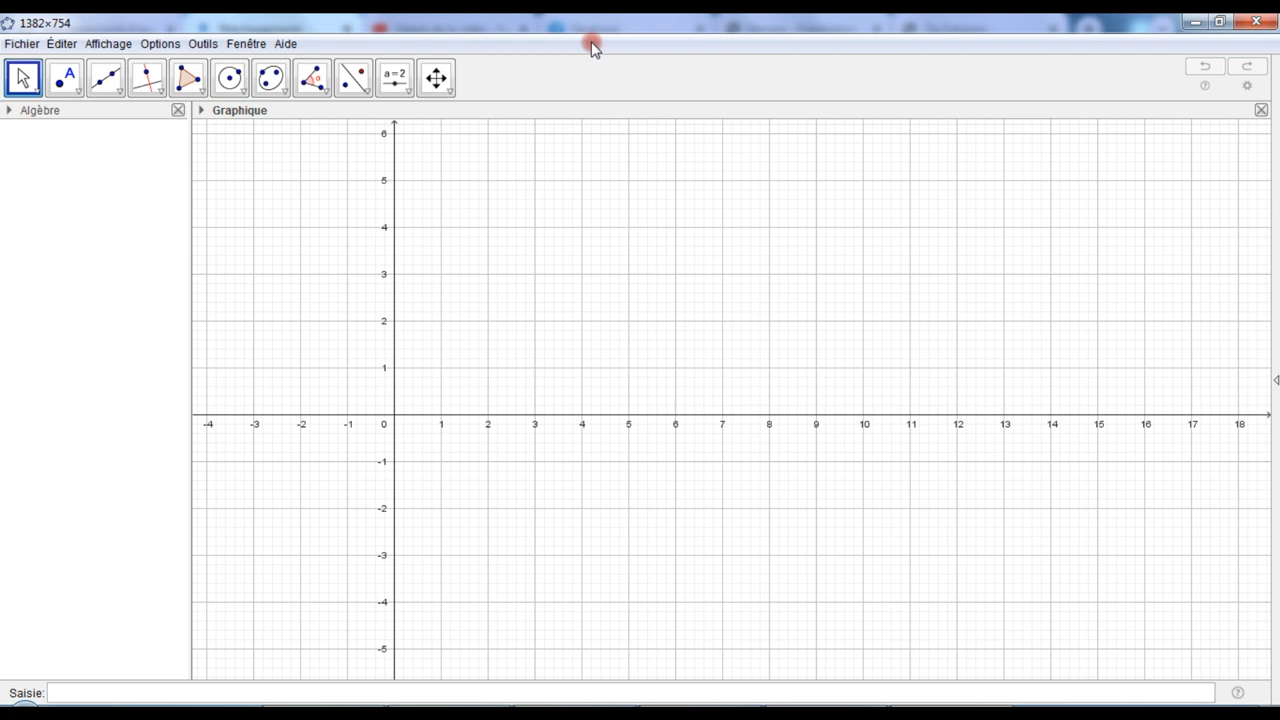 1382×754
Fichier Éditer Affichage Options Outils Fenêtre Aide
A α a=2
Algèbre
Graphique
6
5
4
3
2
1
-4 -3 -2 -1 0 1 2 3 4 5 6 7 8 9 10 11 12 13 14 15 16 17 18
-1
-2
-3
-4
-5
Saisie: